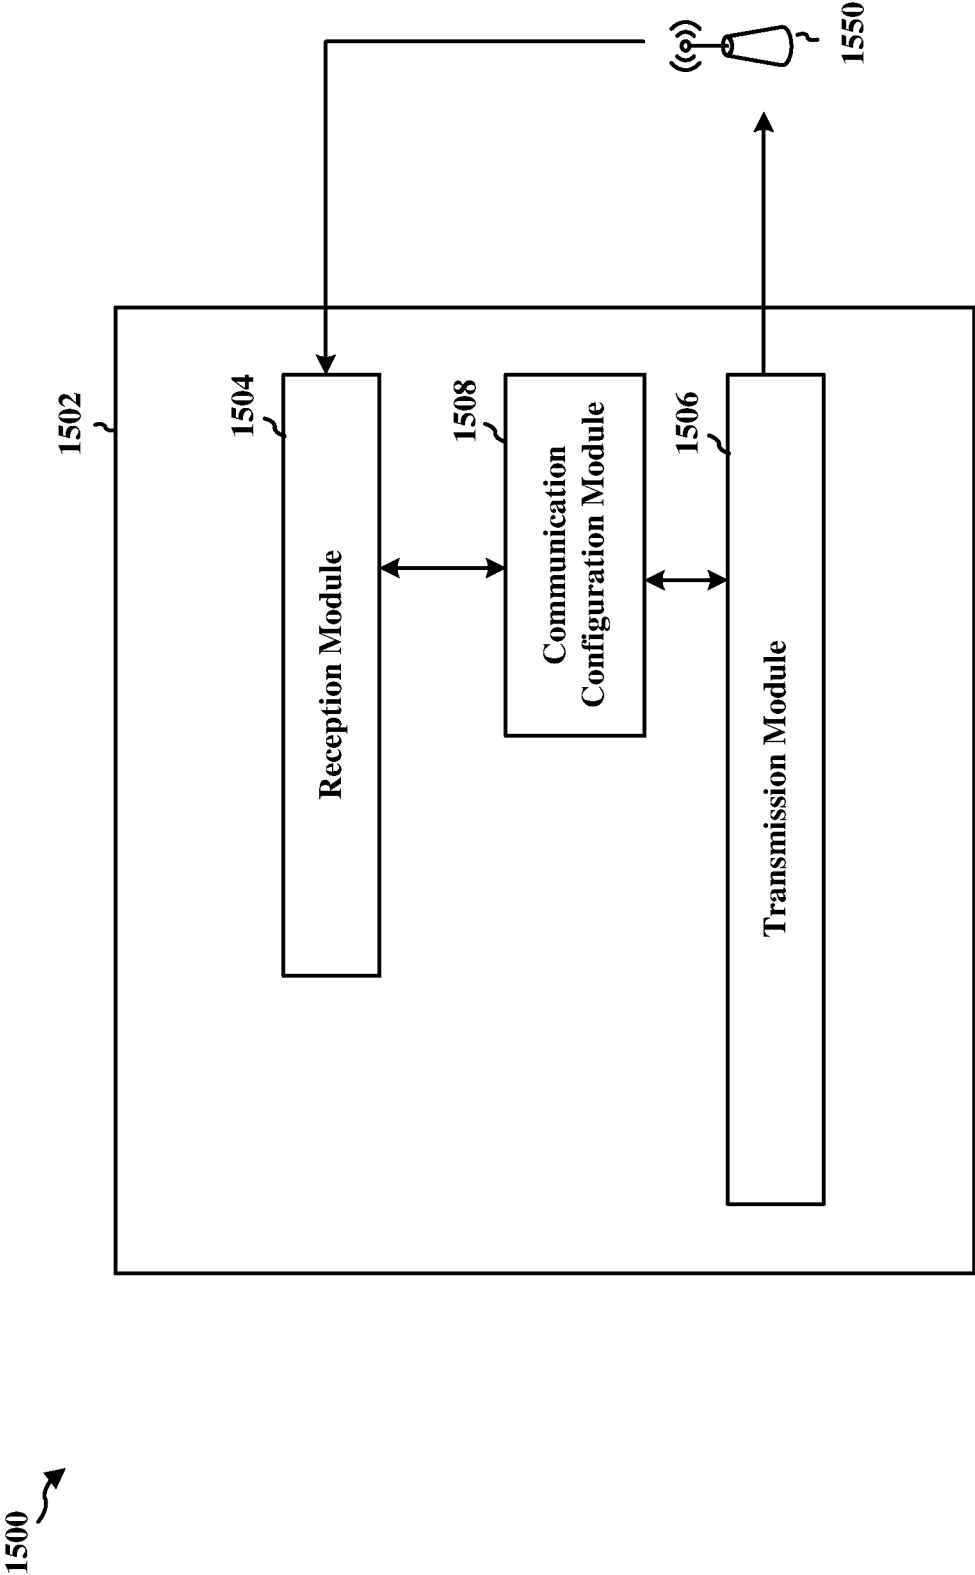 1500
1502
1504
Reception Module
1508
Communication
Configuration Module
1506
Transmission Module
1550